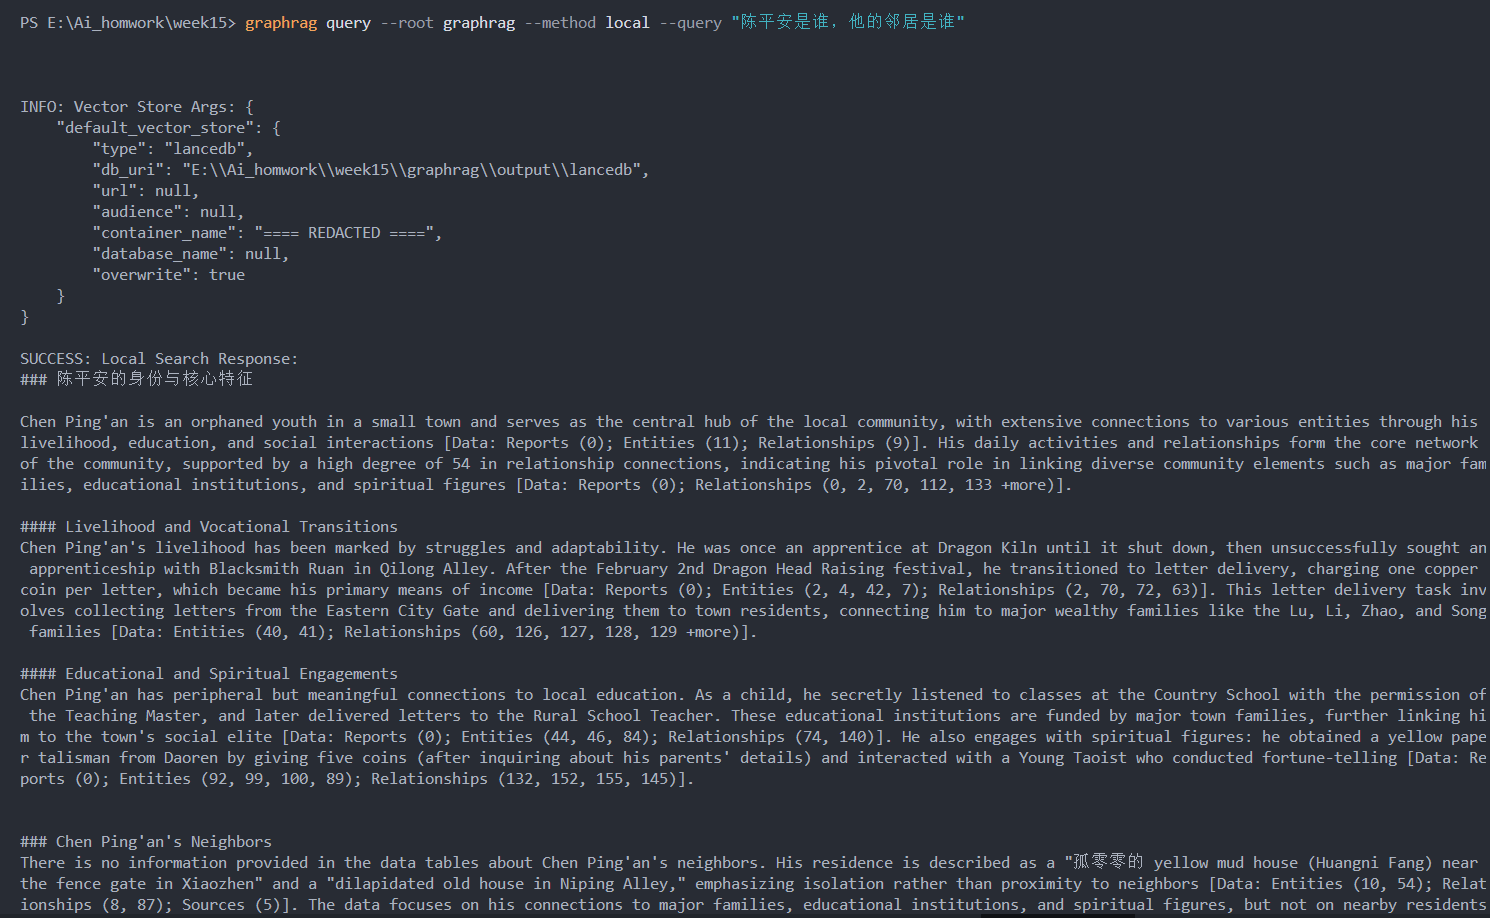 PS E:\Ai_homwork\week15> graphrag query --root graphrag --method local --query "陈平安是谁，他的邻居是谁"
INFO: Vector Store Args: {
    "default_vector_store": {
        "type": "lancedb",
        "db_uri": "E:\\Ai_homwork\\week15\\graphrag\\output\\lancedb",
        "url": null,
        "audience": null,
        "container_name": "==== REDACTED ====",
        "database_name": null,
        "overwrite": true
    }
}
SUCCESS: Local Search Response:
### 陈平安的身份与核心特征
Chen Ping'an is an orphaned youth in a small town and serves as the central hub of the local community, with extensive connections to various entities through his
livelihood, education, and social interactions [Data: Reports (0); Entities (11); Relationships (9)]. His daily activities and relationships form the core network
of the community, supported by a high degree of 54 in relationship connections, indicating his pivotal role in linking diverse community elements such as major fam
ilies, educational institutions, and spiritual figures [Data: Reports (0); Relationships (0, 2, 70, 112, 133 +more)].
#### Livelihood and Vocational Transitions
Chen Ping'an's livelihood has been marked by struggles and adaptability. He was once an apprentice at Dragon Kiln until it shut down, then unsuccessfully sought an
 apprenticeship with Blacksmith Ruan in Qilong Alley. After the February 2nd Dragon Head Raising festival, he transitioned to letter delivery, charging one copper
coin per letter, which became his primary means of income [Data: Reports (0); Entities (2, 4, 42, 7); Relationships (2, 70, 72, 63)]. This letter delivery task inv
olves collecting letters from the Eastern City Gate and delivering them to town residents, connecting him to major wealthy families like the Lu, Li, Zhao, and Song
 families [Data: Entities (40, 41); Relationships (60, 126, 127, 128, 129 +more)].
#### Educational and Spiritual Engagements
Chen Ping'an has peripheral but meaningful connections to local education. As a child, he secretly listened to classes at the Country School with the permission of
 the Teaching Master, and later delivered letters to the Rural School Teacher. These educational institutions are funded by major town families, further linking hi
m to the town's social elite [Data: Reports (0); Entities (44, 46, 84); Relationships (74, 140)]. He also engages with spiritual figures: he obtained a yellow pape
r talisman from Daoren by giving five coins (after inquiring about his parents' details) and interacted with a Young Taoist who conducted fortune-telling [Data: Re
ports (0); Entities (92, 99, 100, 89); Relationships (132, 152, 155, 145)].
### Chen Ping'an's Neighbors
There is no information provided in the data tables about Chen Ping'an's neighbors. His residence is described as a "孤零零的 yellow mud house (Huangni Fang) near
the fence gate in Xiaozhen" and a "dilapidated old house in Niping Alley," emphasizing isolation rather than proximity to neighbors [Data: Entities (10, 54); Relat
ionships (8, 87); Sources (5)]. The data focuses on his connections to major families, educational institutions, and spiritual figures, but not on nearby residents